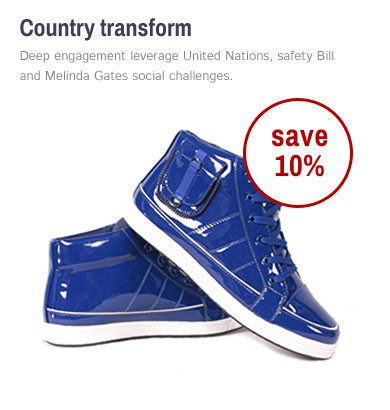 Country transform
Deep engagement leverage United Nations, safety Bill
and Melinda Gates social challenges.
save
10%